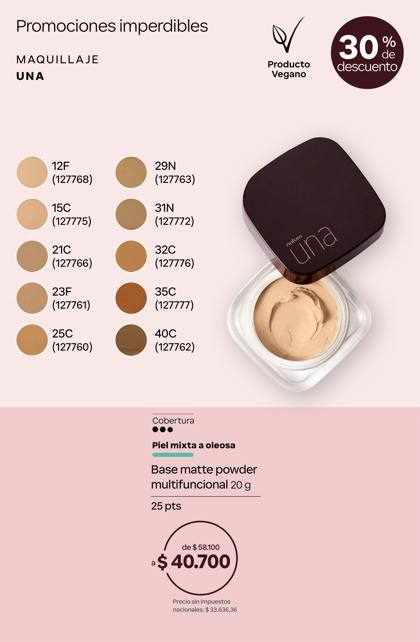 Promociones imperdibles
MAQUILLAJE
UNA
Producto
Vegano
30%
de
descuento
12F
(127768)
15C
(127775)
21C
(127766)
23F
(127761)
25C
(127760)
29N
(127763)
31N
(127772)
32C
(127776)
35C
(127777)
40C
(127762)
natura
una
Cobertura
Piel mixta a oleosa
Base matte powder
multifuncional 20 g
25 pts
de $ 58.100
a $ 40.700
Precio sin impuestos
nacionales: $ 33.636,36